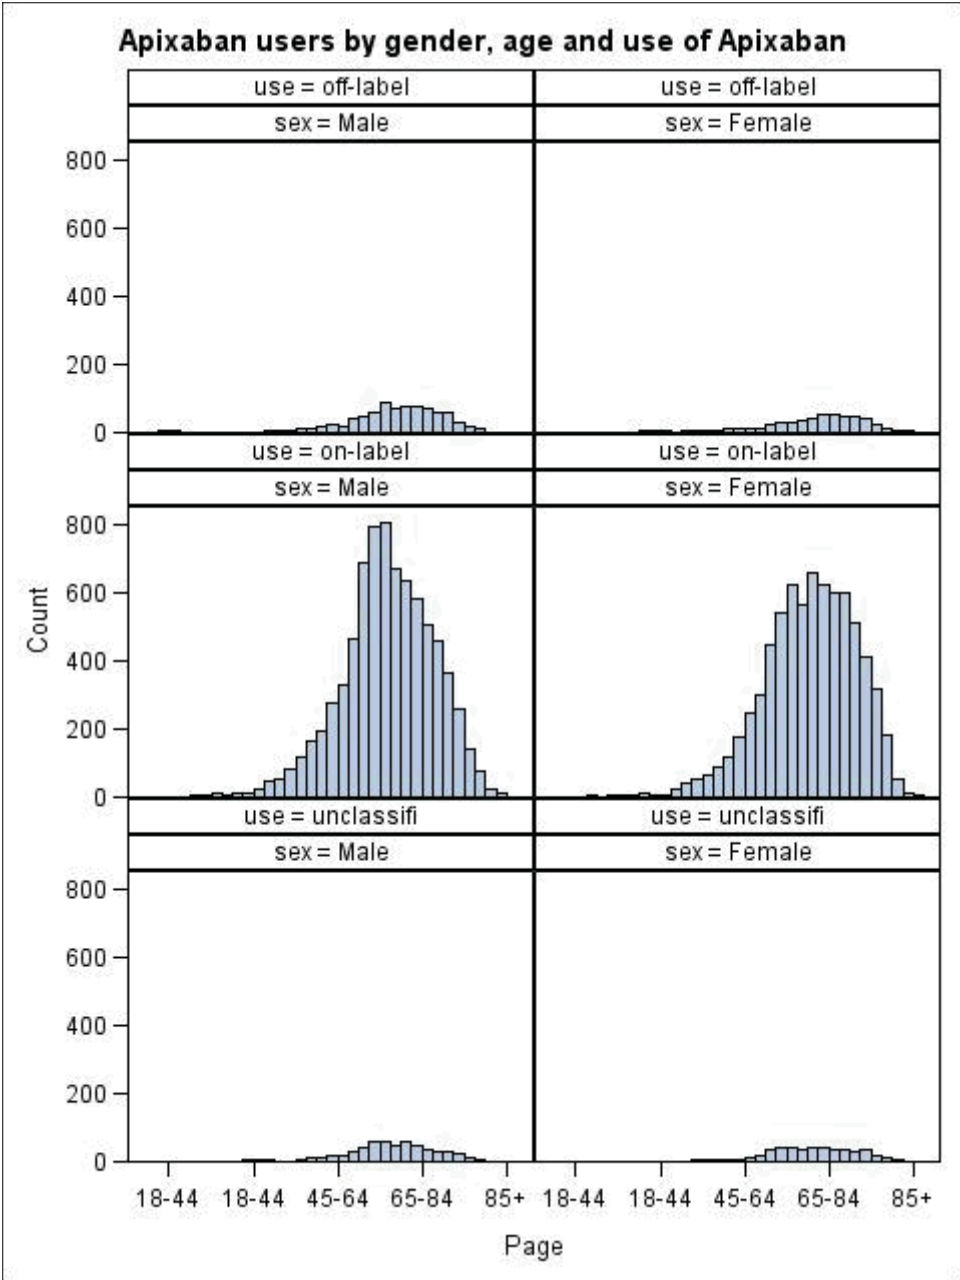 Apixaban users by gender, age and use of Apixaban
use = off-label use = off-label
sex = Male sex = Female
800
600
400
200
0
use = on-label use = on-label
sex = Male sex = Female
800
600
400
200
0
Count
use = unclassifi use = unclassifi
sex = Male sex = Female
800
600
400
200
0
18-44 18-44 45-64 65-84 85+ 18-44 18-44 45-64 65-84 85+
Page